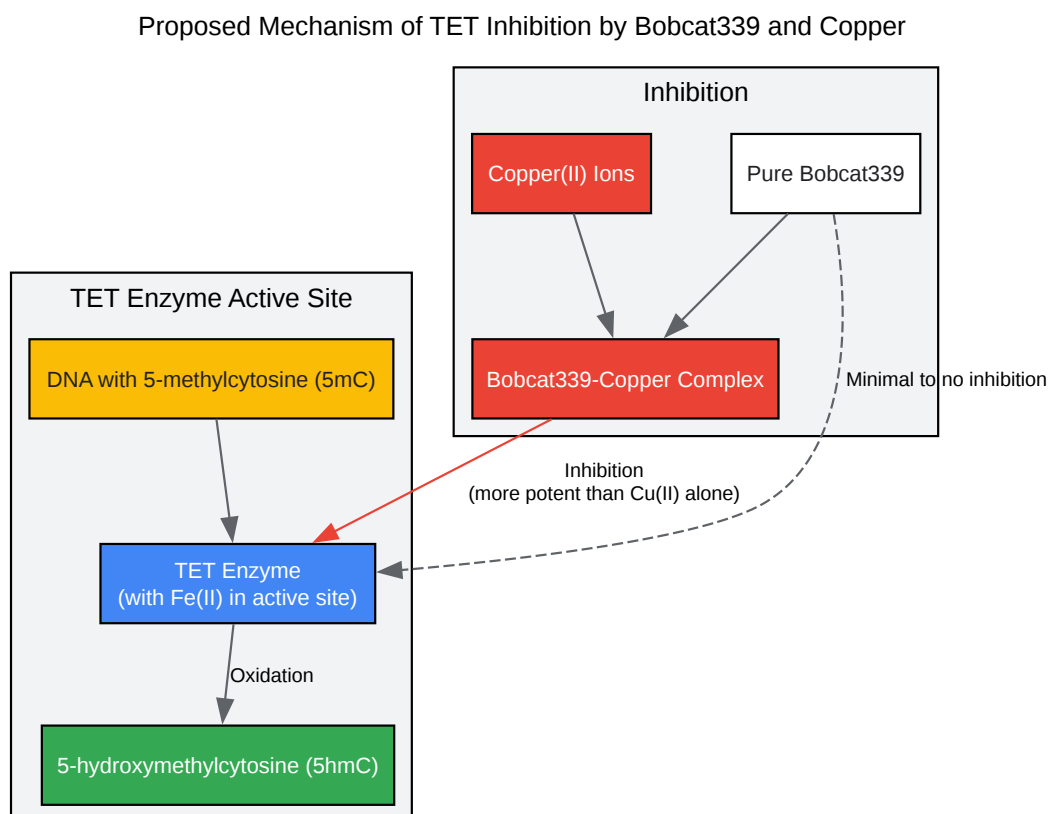 Proposed Mechanism of TET Inhibition by Bobcat339 and Copper
Inhibition
Copper(II) Ions
Pure Bobcat339
TET Enzyme Active Site
DNA with 5-methylcytosine (5mC)
Bobcat339-Copper Complex
Minimal to no inhibition
Inhibition
(more potent than Cu(II) alone)
TET Enzyme
(with Fe(II) in active site)
Oxidation
5-hydroxymethylcytosine (5hmC)